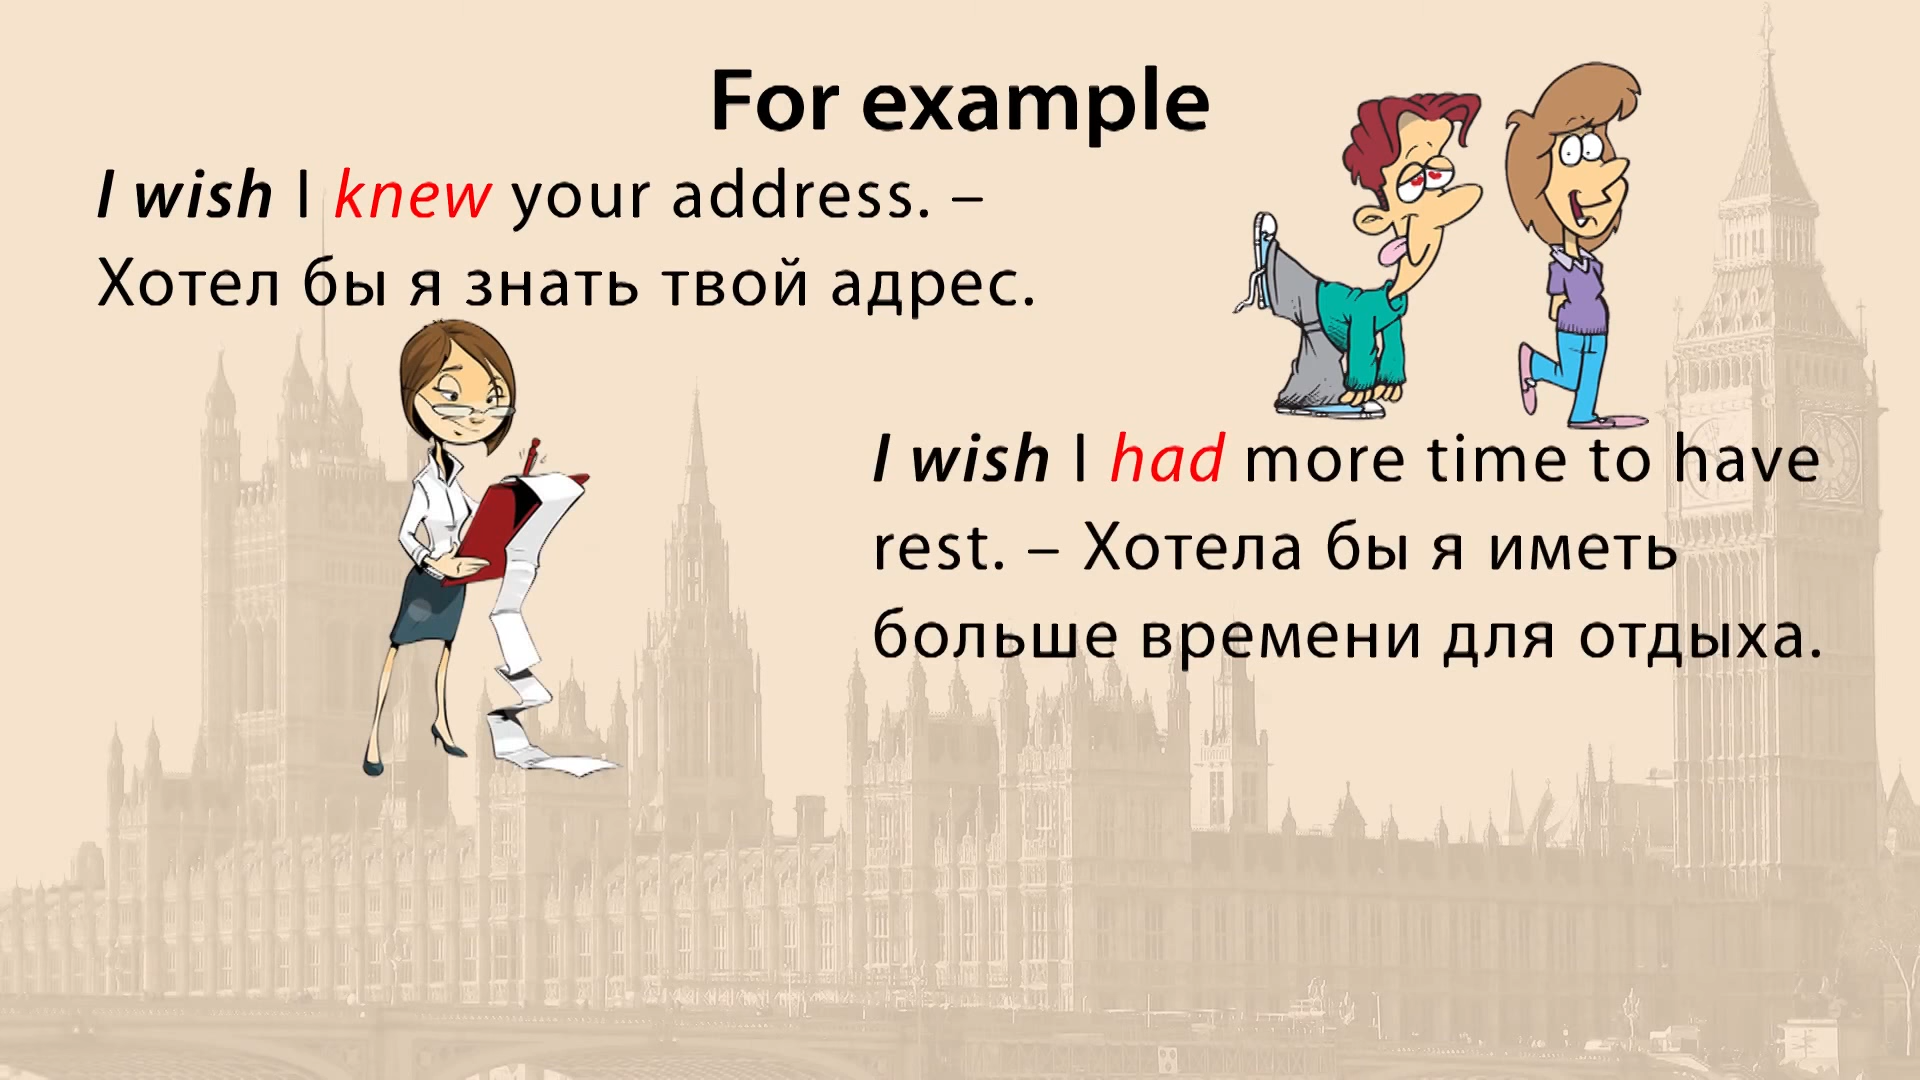 For example
I wish I knew your address. –
Хотел бы я знать твой адрес.
I wish I had more time to have
rest. – Хотела бы я иметь
больше времени для отдыха.